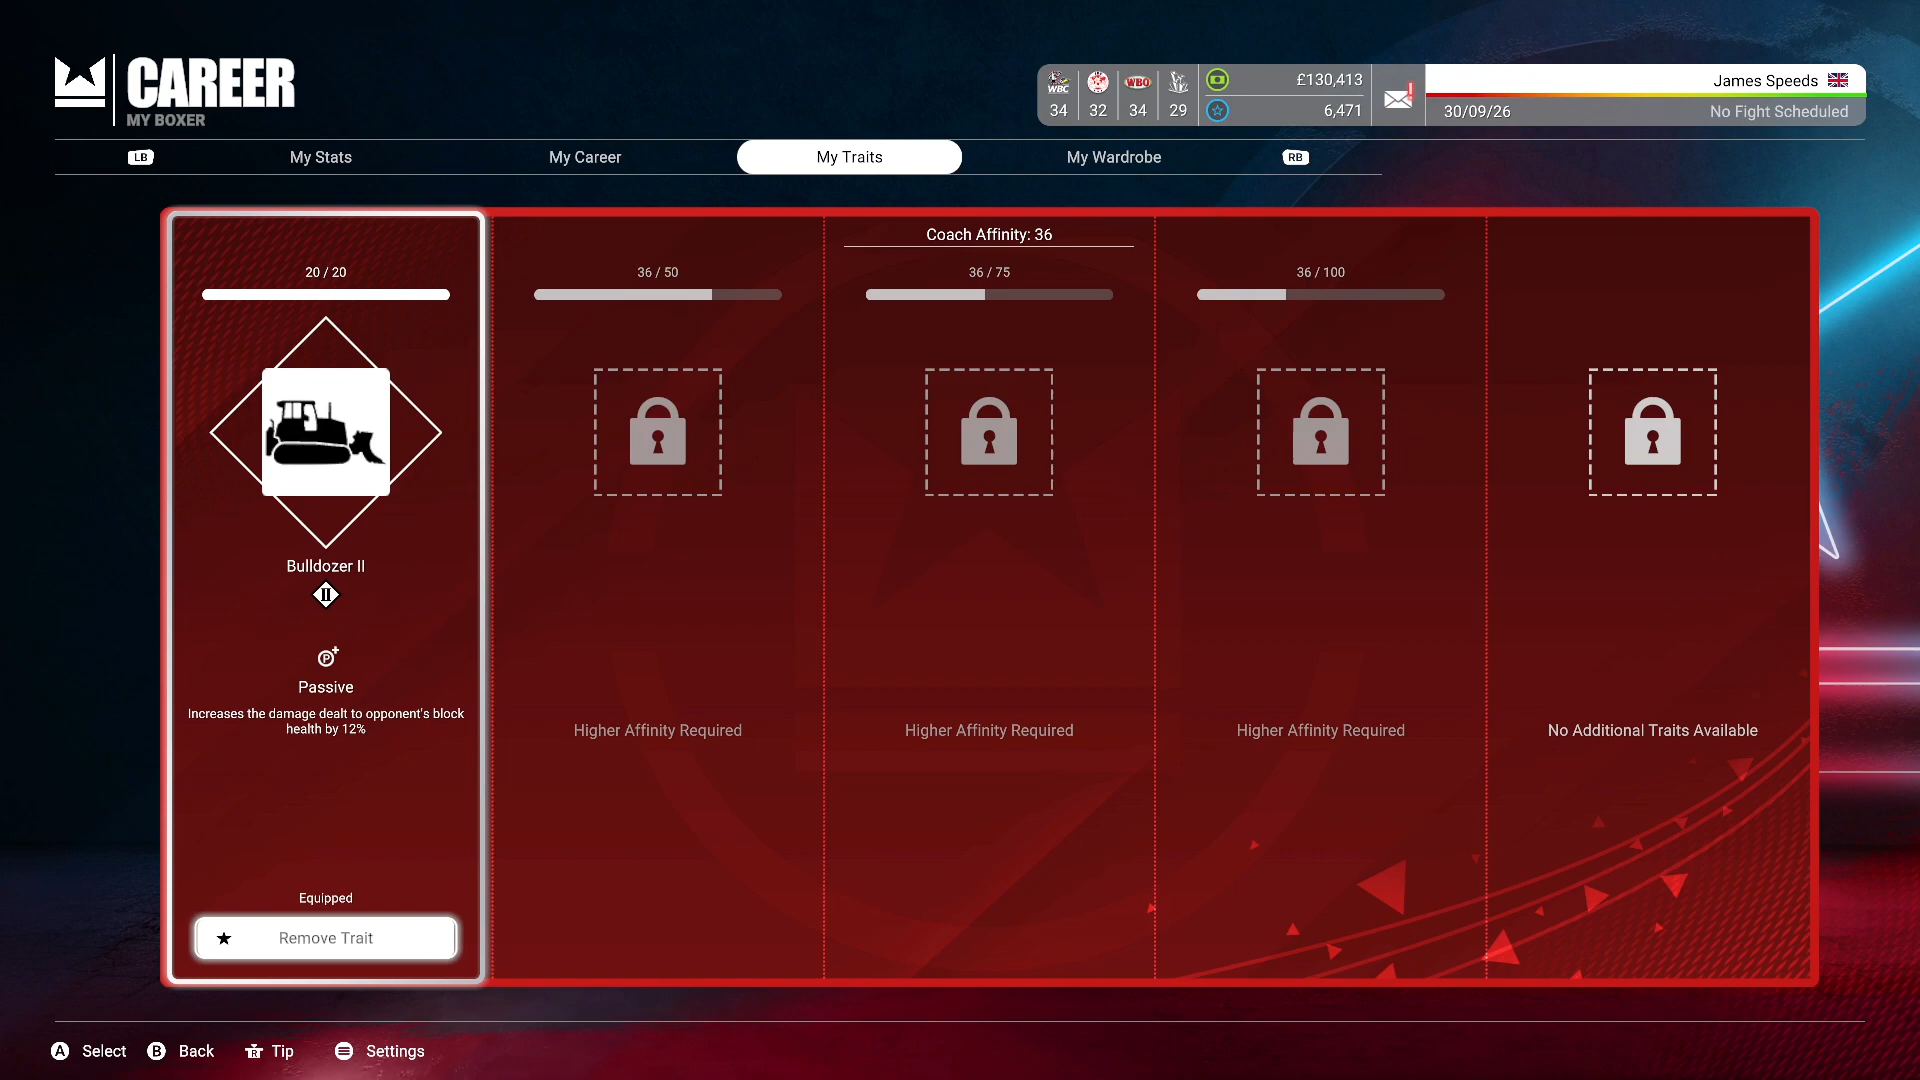 CAREER
MY BOXER
WBC
WBO
34
32
34
29
£130,413
6,471
James Speeds
30/09/26
No Fight Scheduled
LB
My Stats
My Career
My Traits
My Wardrobe
RB
Coach Affinity: 36
20 / 20
36 / 50
36 / 75
36 / 100
Bulldozer II
II
P+
Passive
Increases the damage dealt to opponent's block
health by 12%
Higher Affinity Required
Higher Affinity Required
Higher Affinity Required
No Additional Traits Available
Equipped
Remove Trait
A Select
B Back
R Tip
Settings